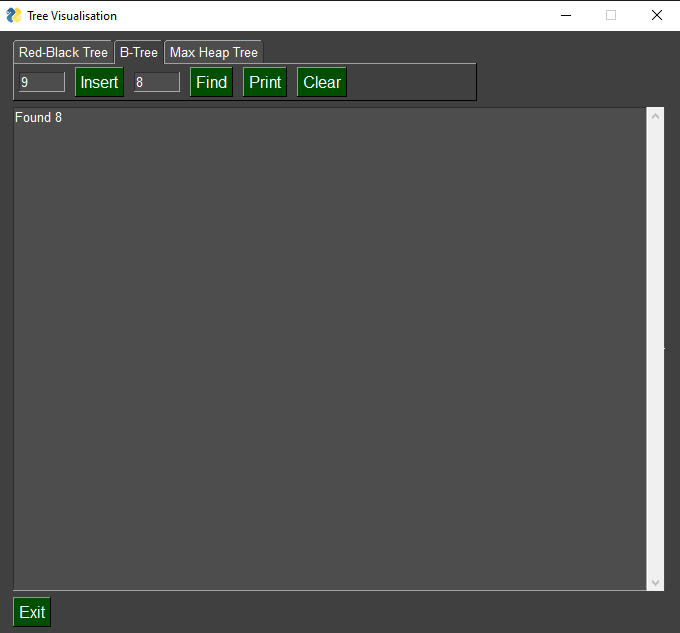 Tree Visualisation
Red-Black Tree B-Tree Max Heap Tree
9 Insert 8 Find Print Clear
Found 8
Exit